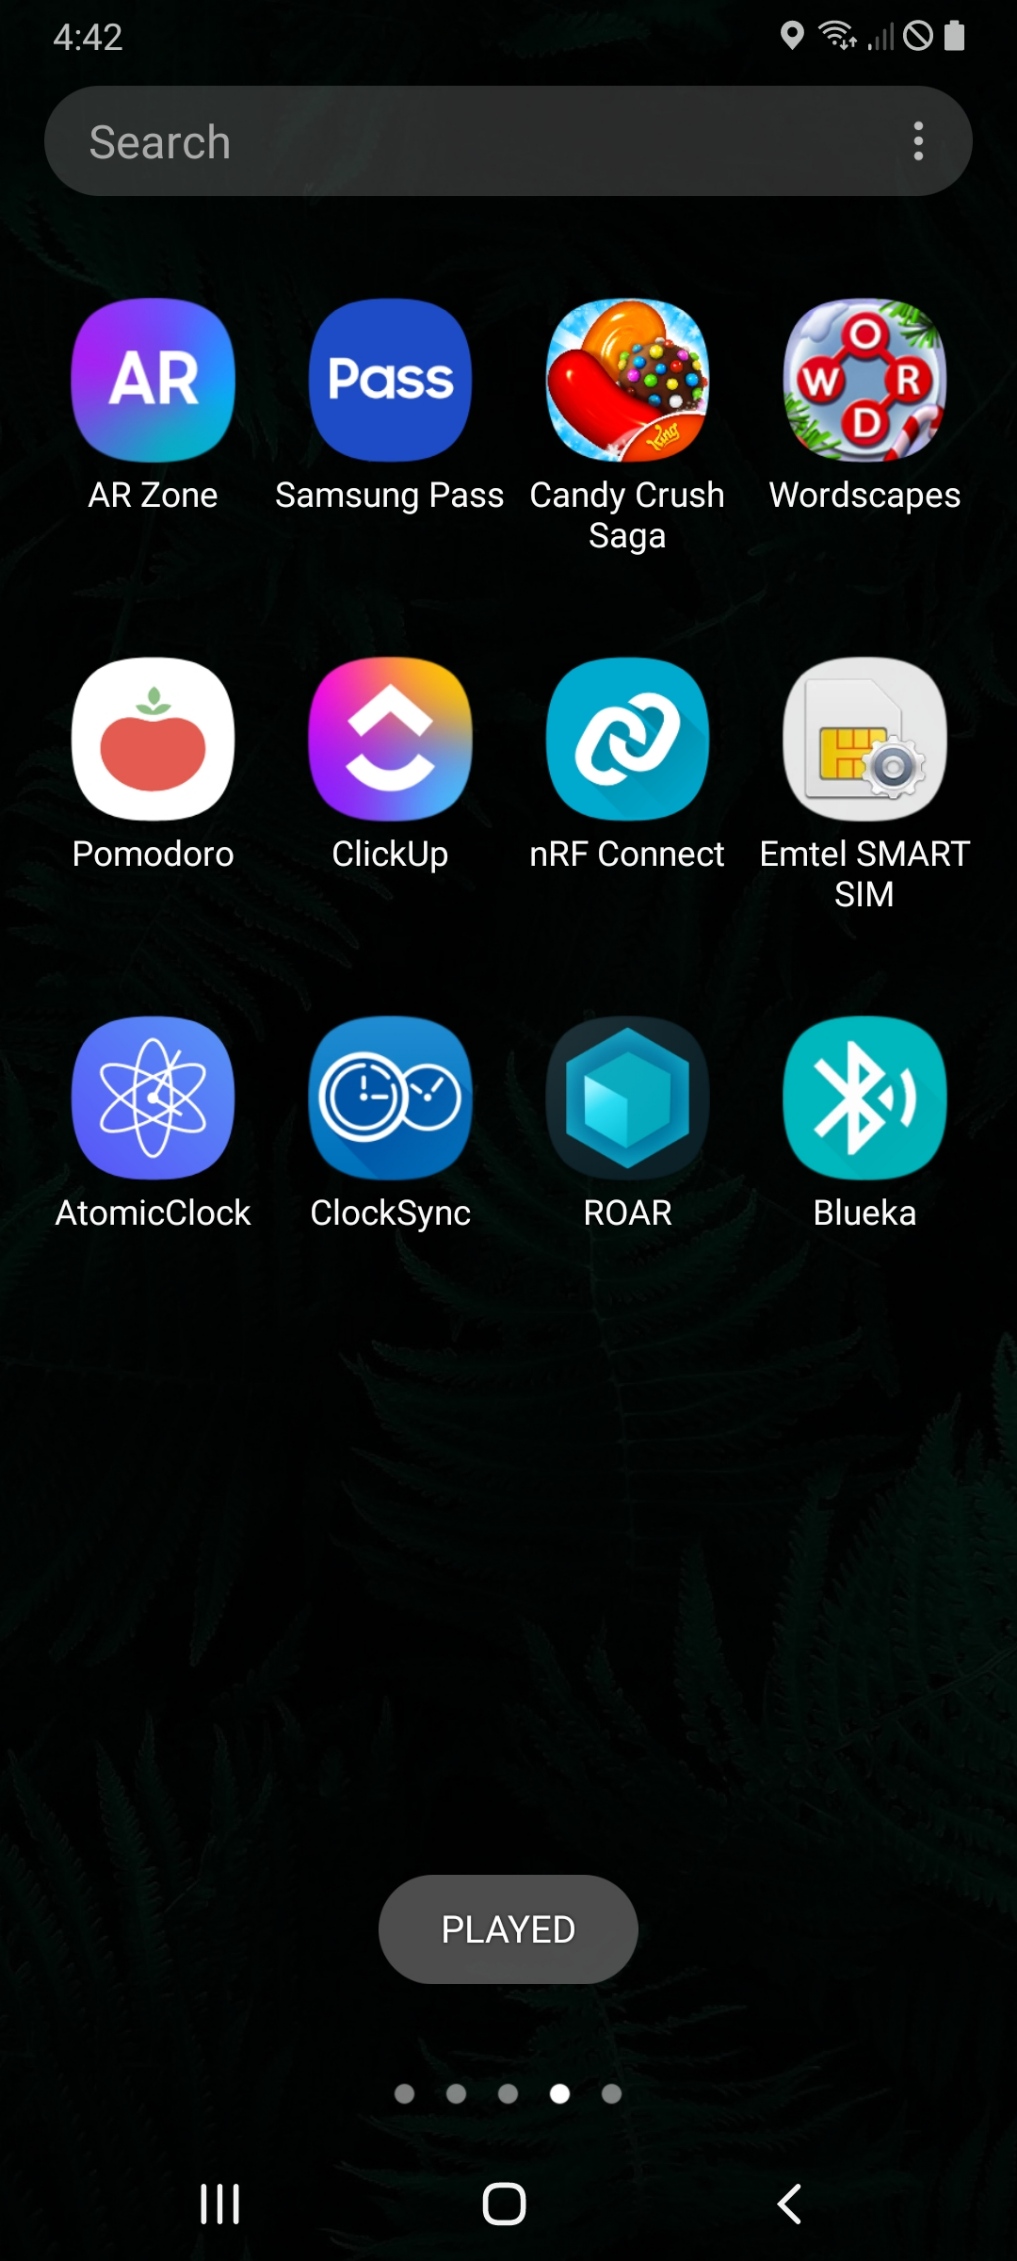 4:42
Search
AR
Pass
king
W O R D
AR Zone
Samsung Pass
Candy Crush
Saga
Wordscapes
Pomodoro
ClickUp
nRF Connect
Emtel SMART
SIM
AtomicClock
ClockSync
ROAR
Blueka
PLAYED